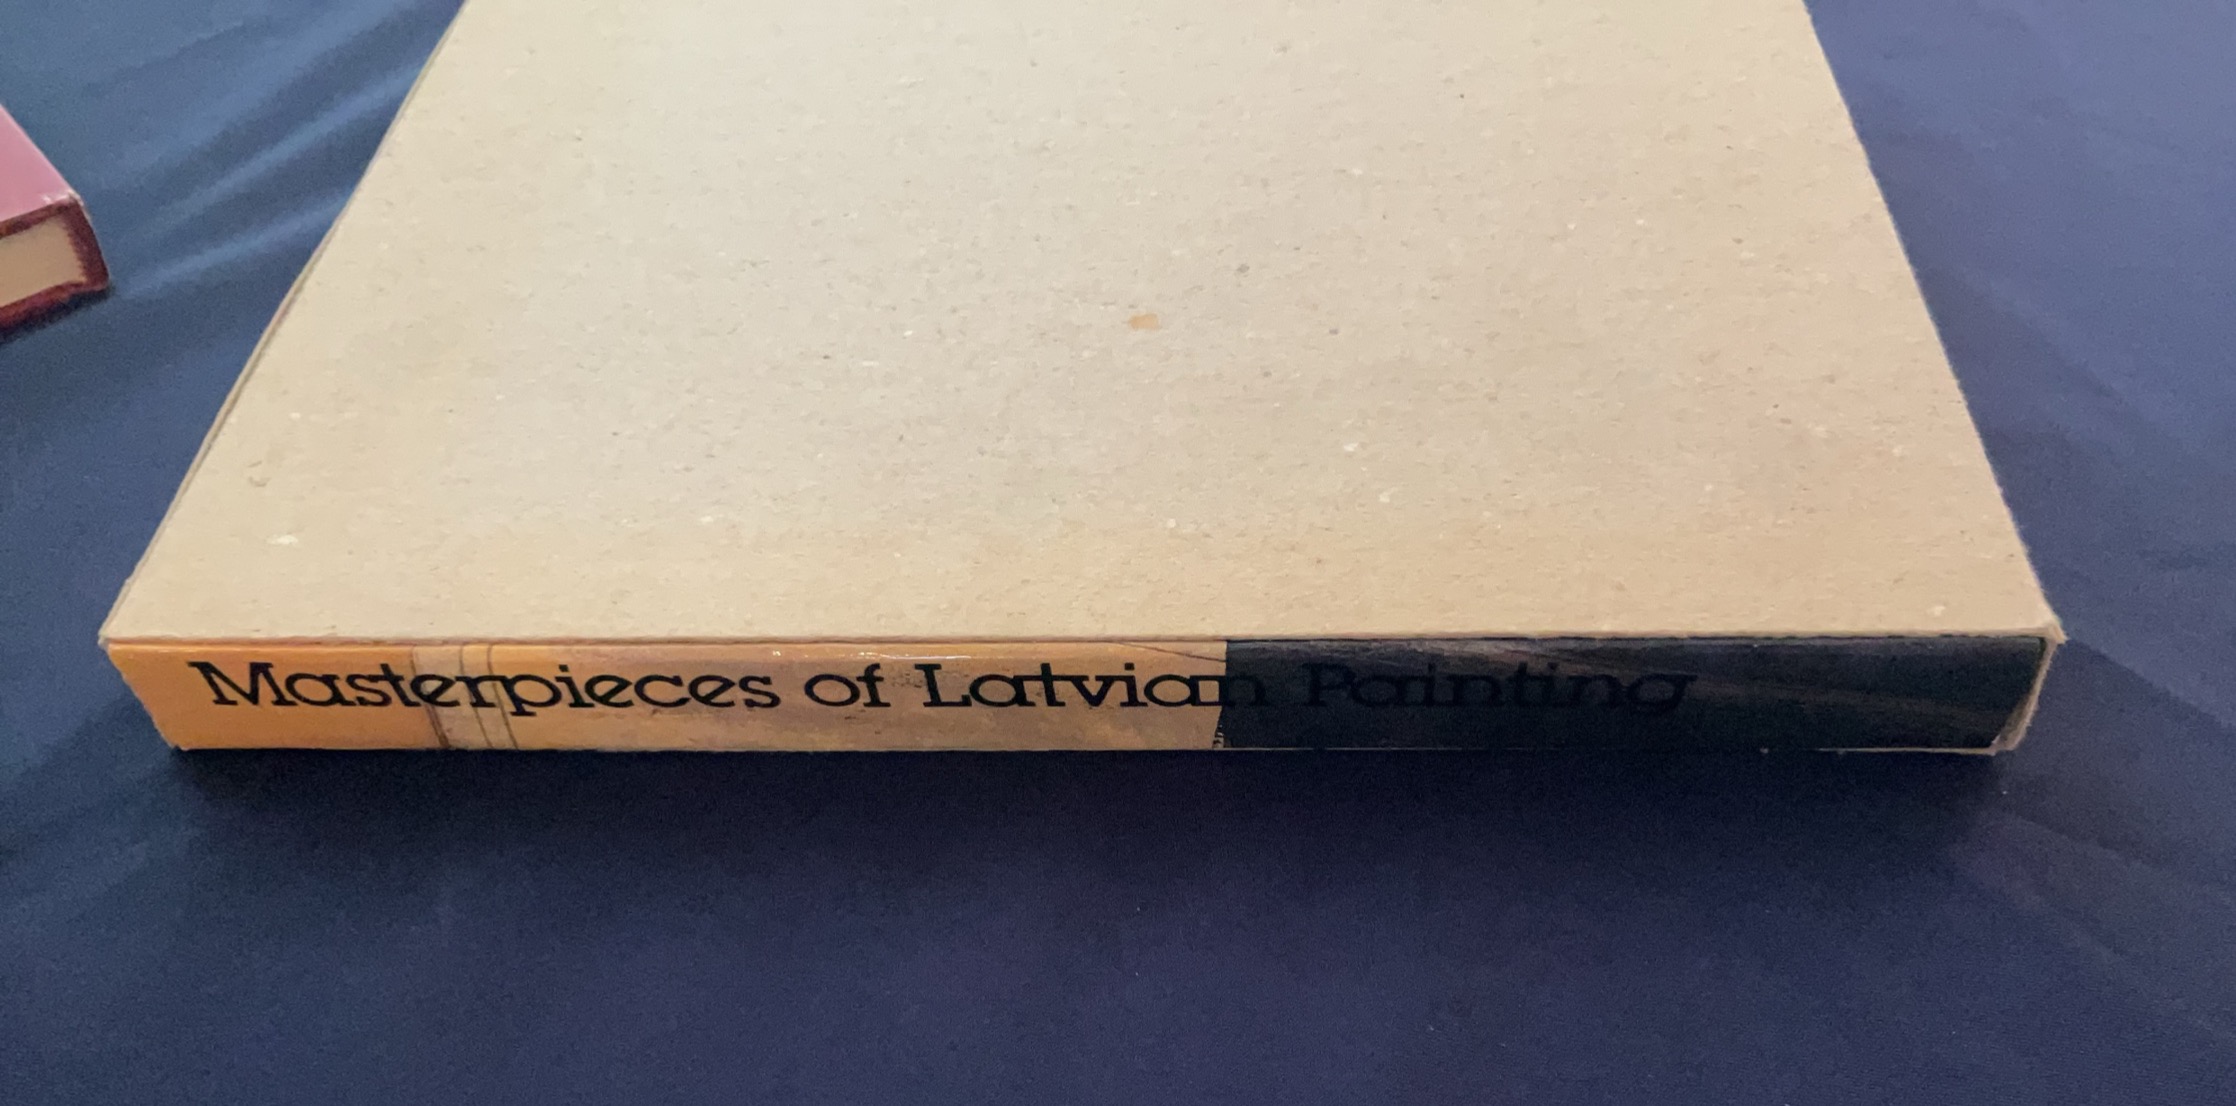 Masterpieces of Latvian Painting